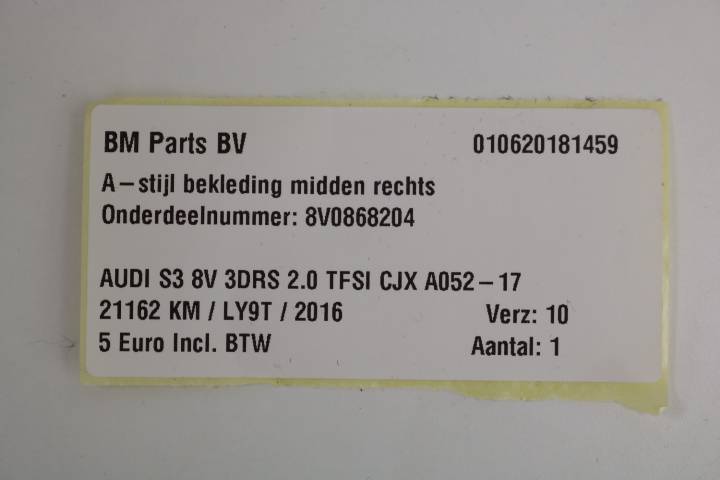 BM Parts BV 010620181459
A-stijl bekleding midden rechts
Onderdeelnummer: 8V0868204
AUDI S3 8V 3DRS 2.0 TFSI CJX A052-17
21162 KM / LY9T / 2016 Verz: 10
5 Euro Incl. BTW Aantal: 1